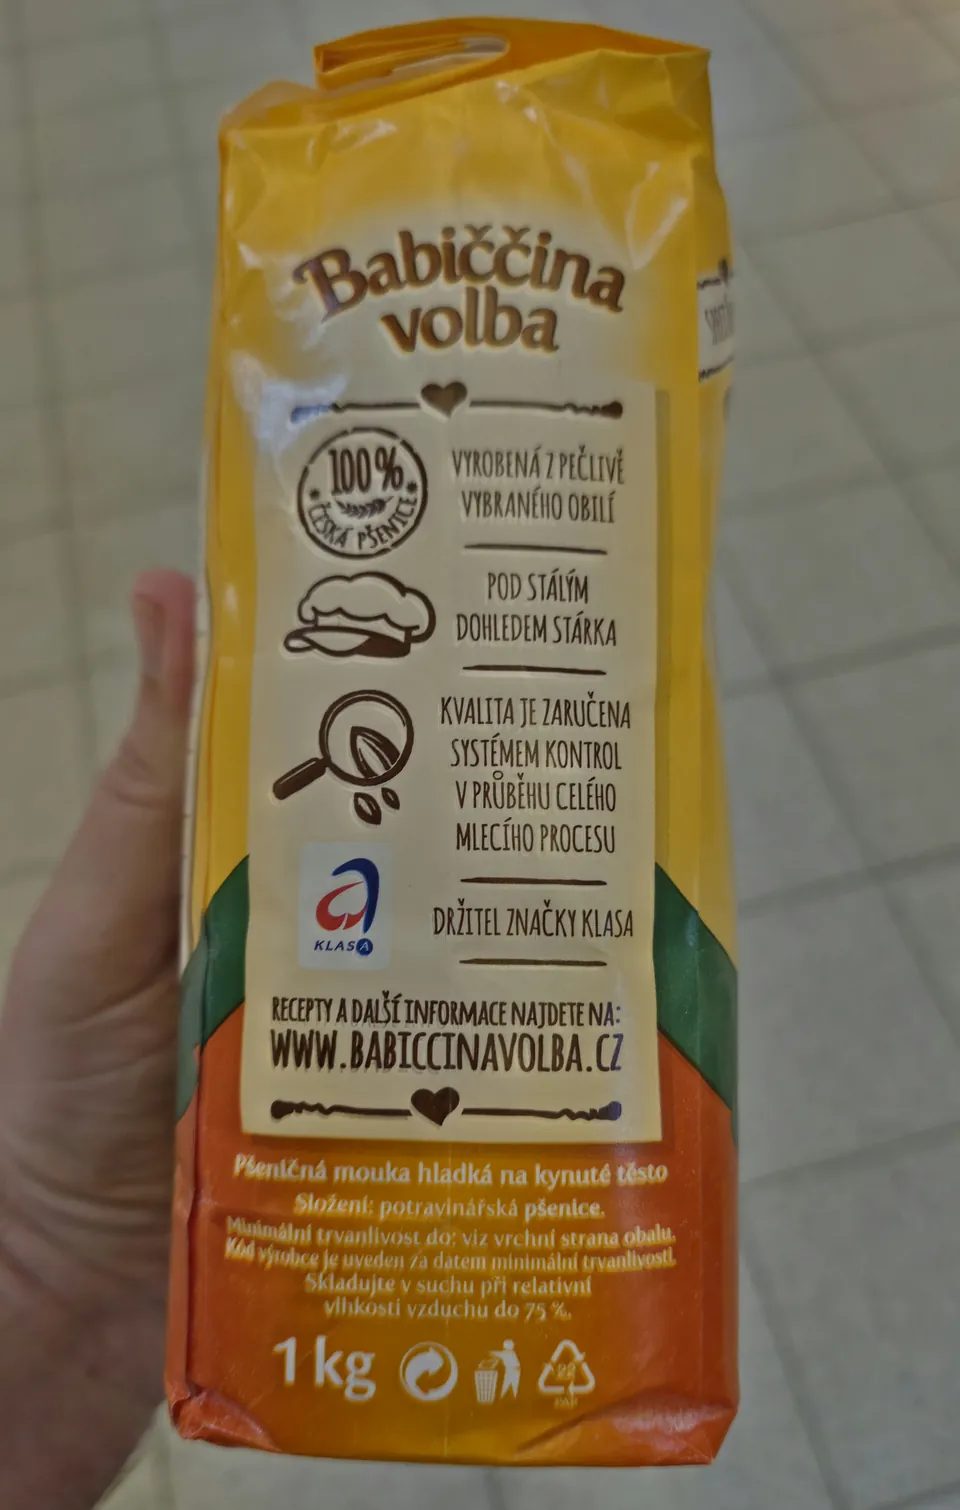 Babiččina
volba
100%
ČESKÁ PŠENICE
VYROBENÁ Z PEČLIVĚ
VYBRANÉHO OBILÍ
POD STÁLÝM
DOHLEDEM STÁRKA
KVALITA JE ZARUČENA
SYSTÉMEM KONTROL
V PRŮBĚHU CELÉHO
MLECÍHO PROCESU
KLASA
DRŽITEL ZNAČKY KLASA
RECEPTY A DALŠÍ INFORMACE NAJDETE NA:
WWW.BABICCINAVOLBA.CZ
Pšeničná mouka hladká na kynuté těsto
Složení: potravinářská pšenice.
Minimální trvanlivost do: viz vrchní strana obalu.
Kód výrobce je uveden za datem minimální trvanlivosti.
Skladujte v suchu při relativní
vlhkosti vzduchu do 75 %.
1 kg
22
PAP